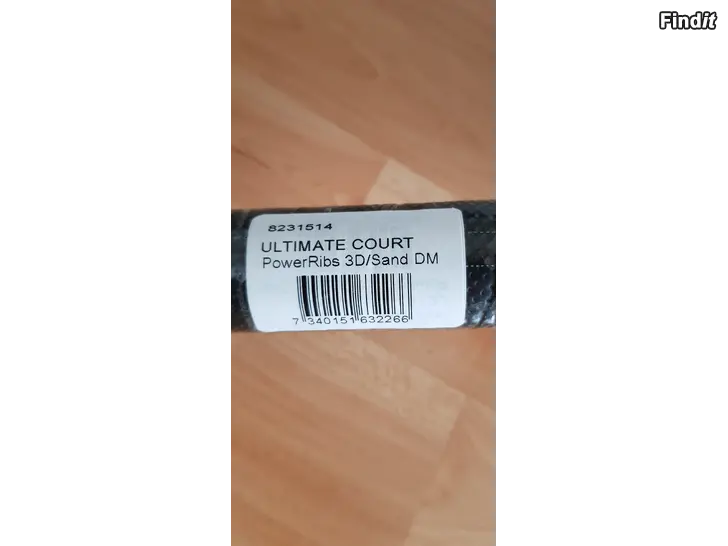 Findit
8231514
ULTIMATE COURT
PowerRibs 3D/Sand DM
7 340151 632266